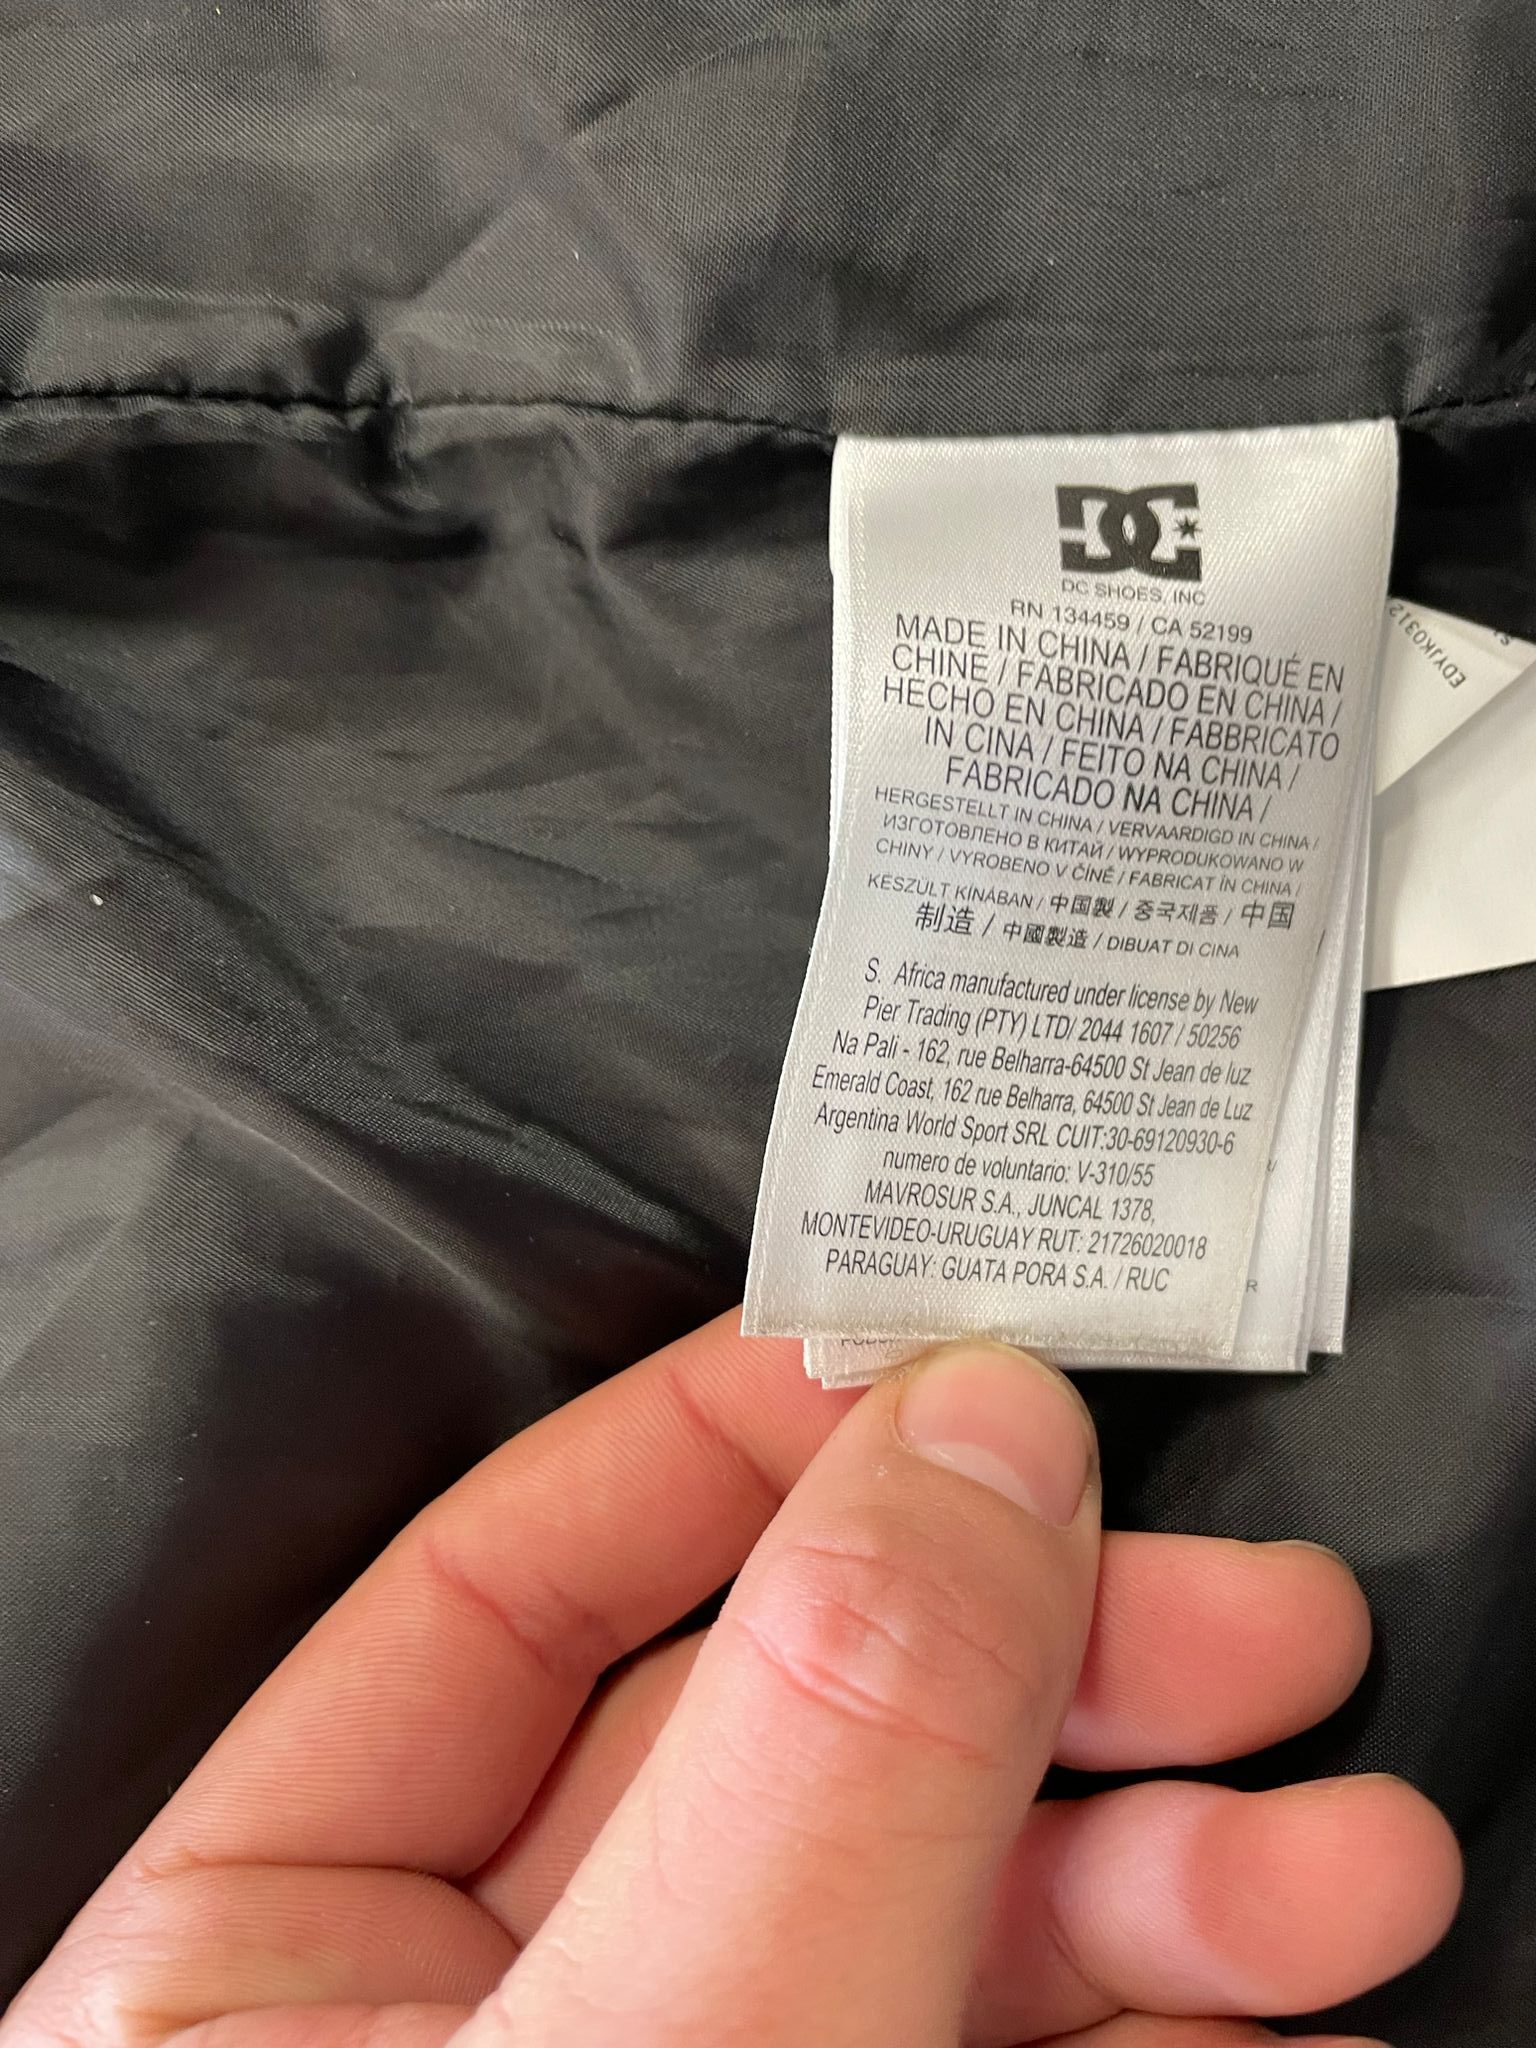 DC
DC SHOES, INC
RN 134459 / CA 52199
MADE IN CHINA / FABRIQUÉ EN
CHINE / FABRICADO EN CHINA /
HECHO EN CHINA / FABBRICATO
IN CINA / FEITO NA CHINA /
FABRICADO NA CHINA /
HERGESTELLT IN CHINA / VERVAARDIGD IN CHINA /
ИЗГОТОВЛЕНО В КИТАЙ / WYPRODUKOWANO W
CHINY / VYROBENO V ČÍNĚ / FABRICAT ÎN CHINA /
KÉSZÜLT KÍNÁBAN / 中国製 / 중국제품 / 中国
制造 / 中國製造 / DIBUAT DI CINA
S. Africa manufactured under license by New
Pier Trading (PTY) LTD/ 2044 1607 / 50256
Na Pali - 162, rue Belharra-64500 St Jean de luz
Emerald Coast, 162 rue Belharra, 64500 St Jean de Luz
Argentina World Sport SRL CUIT:30-69120930-6
numero de voluntario: V-310/55
MAVROSUR S.A., JUNCAL 1378,
MONTEVIDEO-URUGUAY RUT: 21726020018
PARAGUAY: GUATA PORA S.A. / RUC
EDYJK0312